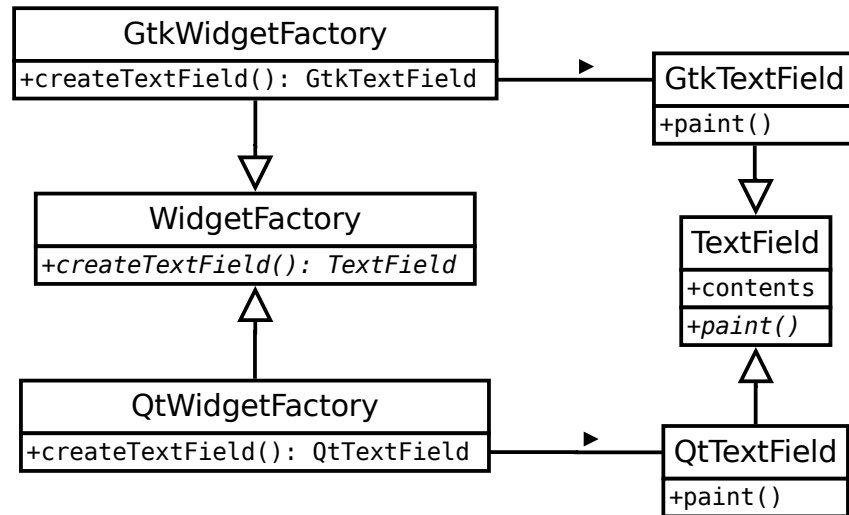 GtkWidgetFactory
+createTextField(): GtkTextField
GtkTextField
+paint()
WidgetFactory
+createTextField(): TextField
TextField
+contents
+paint()
QtWidgetFactory
+createTextField(): QtTextField
QtTextField
+paint()